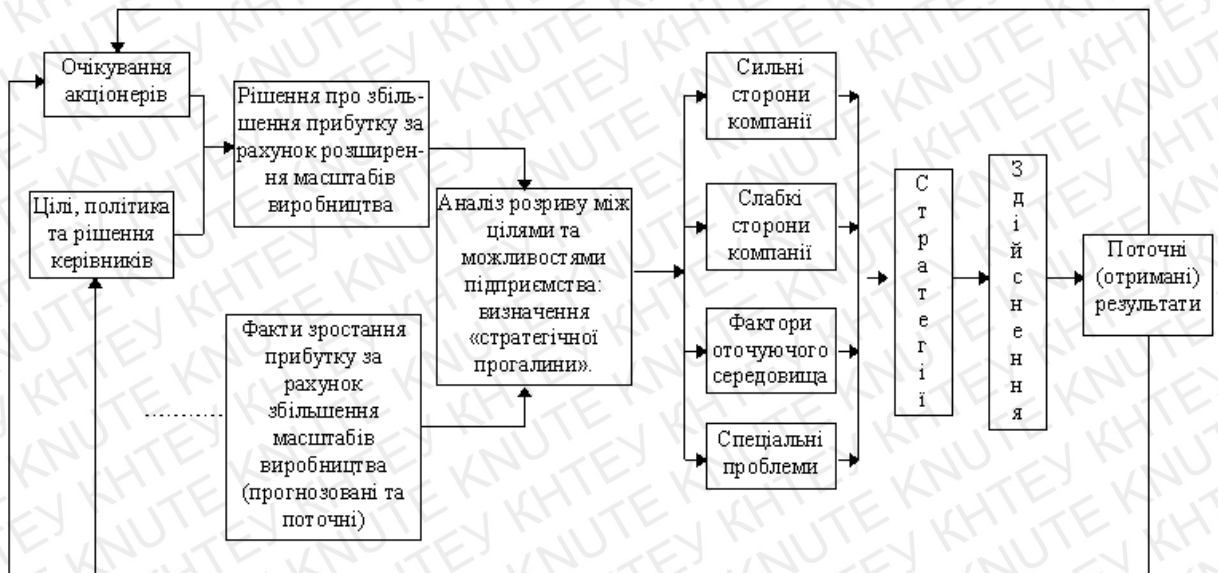 Очікування
акціонерів
Цілі, політика
та рішення
керівників
Рішення про збіль-
шення прибутку за
рахунок розширен-
ня масштабів
виробництва
Факти зростання
прибутку за
рахунок
збільшення
масштабів
виробництва
(прогнозовані та
поточні)
Аналіз розриву між
цілями та
можливостями
підприємства:
визначення
«стратегічної
прогалини».
Сильні
сторони
компанії
Слабкі
сторони
компанії
Фактори
оточуючого
середовища
Спеціальні
проблеми
С
т
р
а
т
е
г
і
ї
З
д
і
й
с
н
е
н
н
я
Поточні
(отримані)
результати
KNUTE КНТЕУ